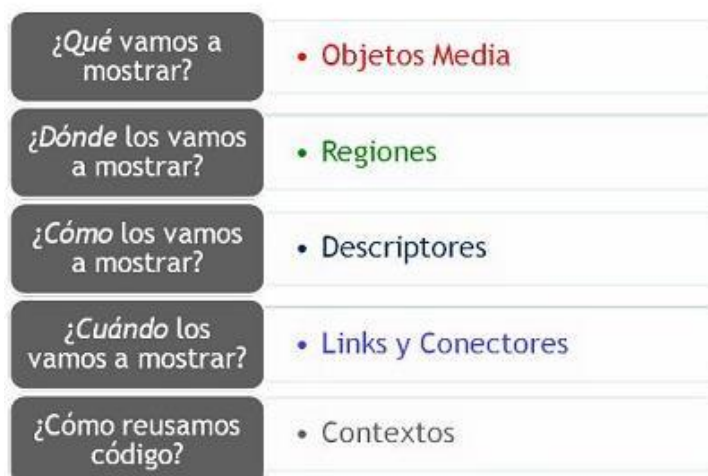 ¿Qué vamos a
mostrar?
• Objetos Media
¿Dónde los vamos
a mostrar?
• Regiones
¿Cómo los vamos
a mostrar?
• Descriptores
¿Cuándo los
vamos a mostrar?
• Links y Conectores
¿Cómo reusamos
código?
• Contextos